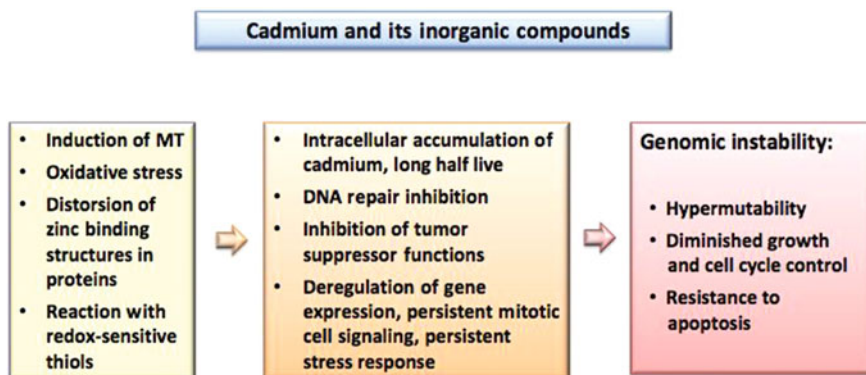 Cadmium and its inorganic compounds
• Induction of MT
• Oxidative stress
• Distorsion of
zinc binding
structures in
proteins
• Reaction with
redox-sensitive
thiols
• Intracellular accumulation of
cadmium, long half live
• DNA repair inhibition
• Inhibition of tumor
suppressor functions
• Deregulation of gene
expression, persistent mitotic
cell signaling, persistent
stress response
Genomic instability:
• Hypermutability
• Diminished growth
and cell cycle control
• Resistance to
apoptosis